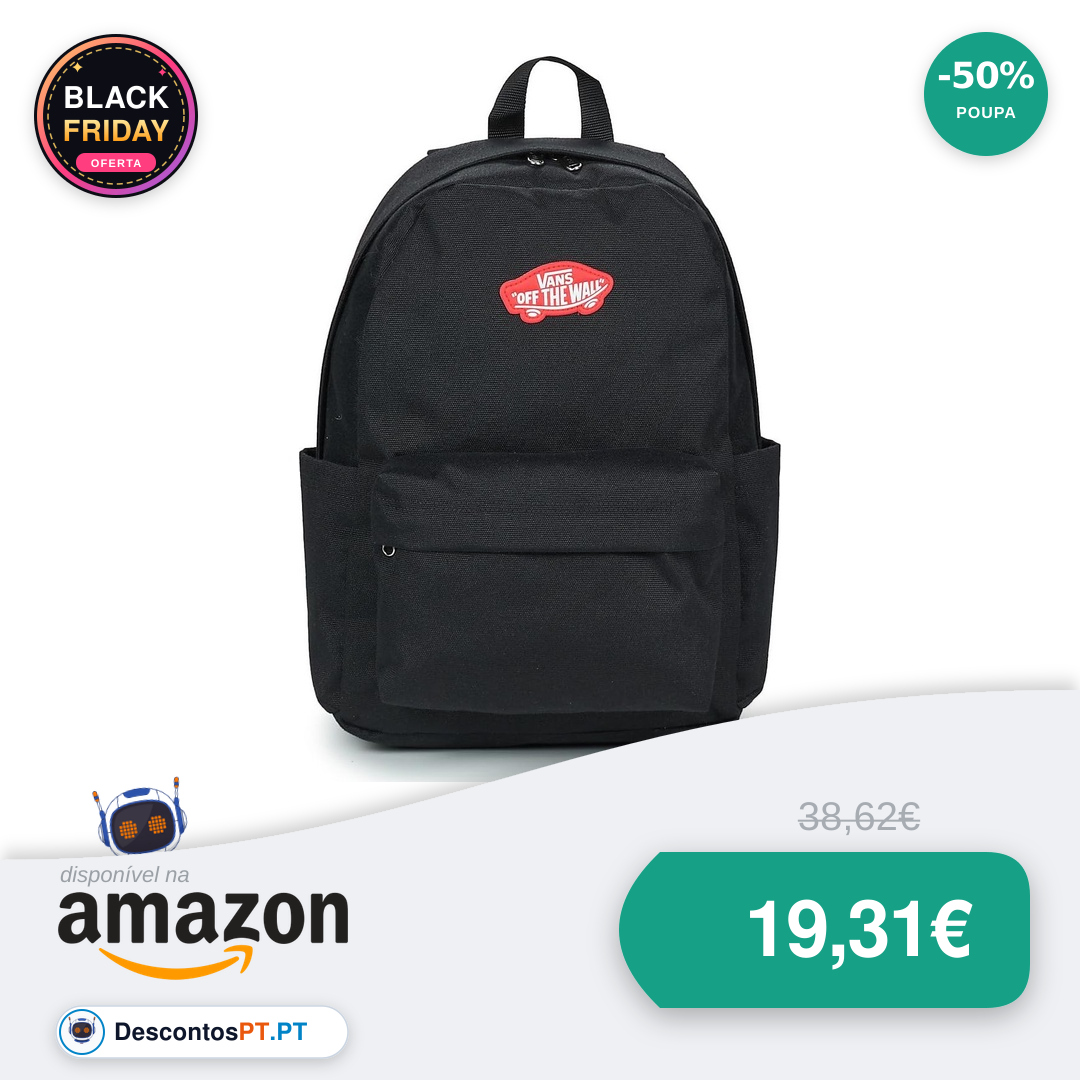 BLACK
FRIDAY
OFERTA
-50%
POUPA
VANS
"OFF THE WALL"
38,62€
19,31€
disponível na
amazon
DescontosPT.PT